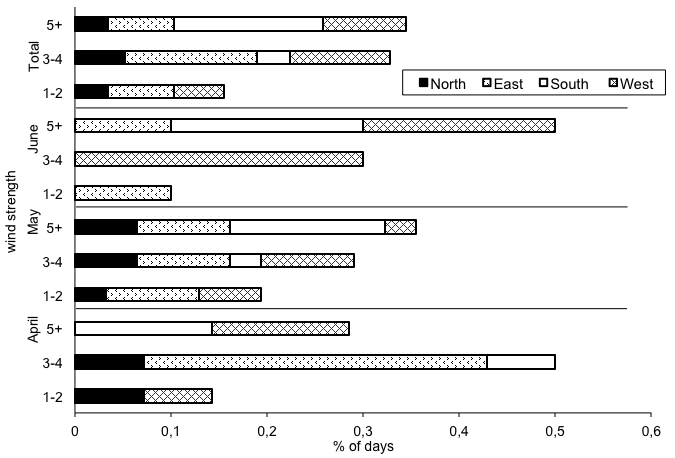 5+
3-4
1-2
Total
North East South West
5+
3-4
1-2
June
5+
3-4
1-2
May
5+
3-4
1-2
April
wind strength
0 0,1 0,2 0,3 0,4 0,5 0,6
% of days